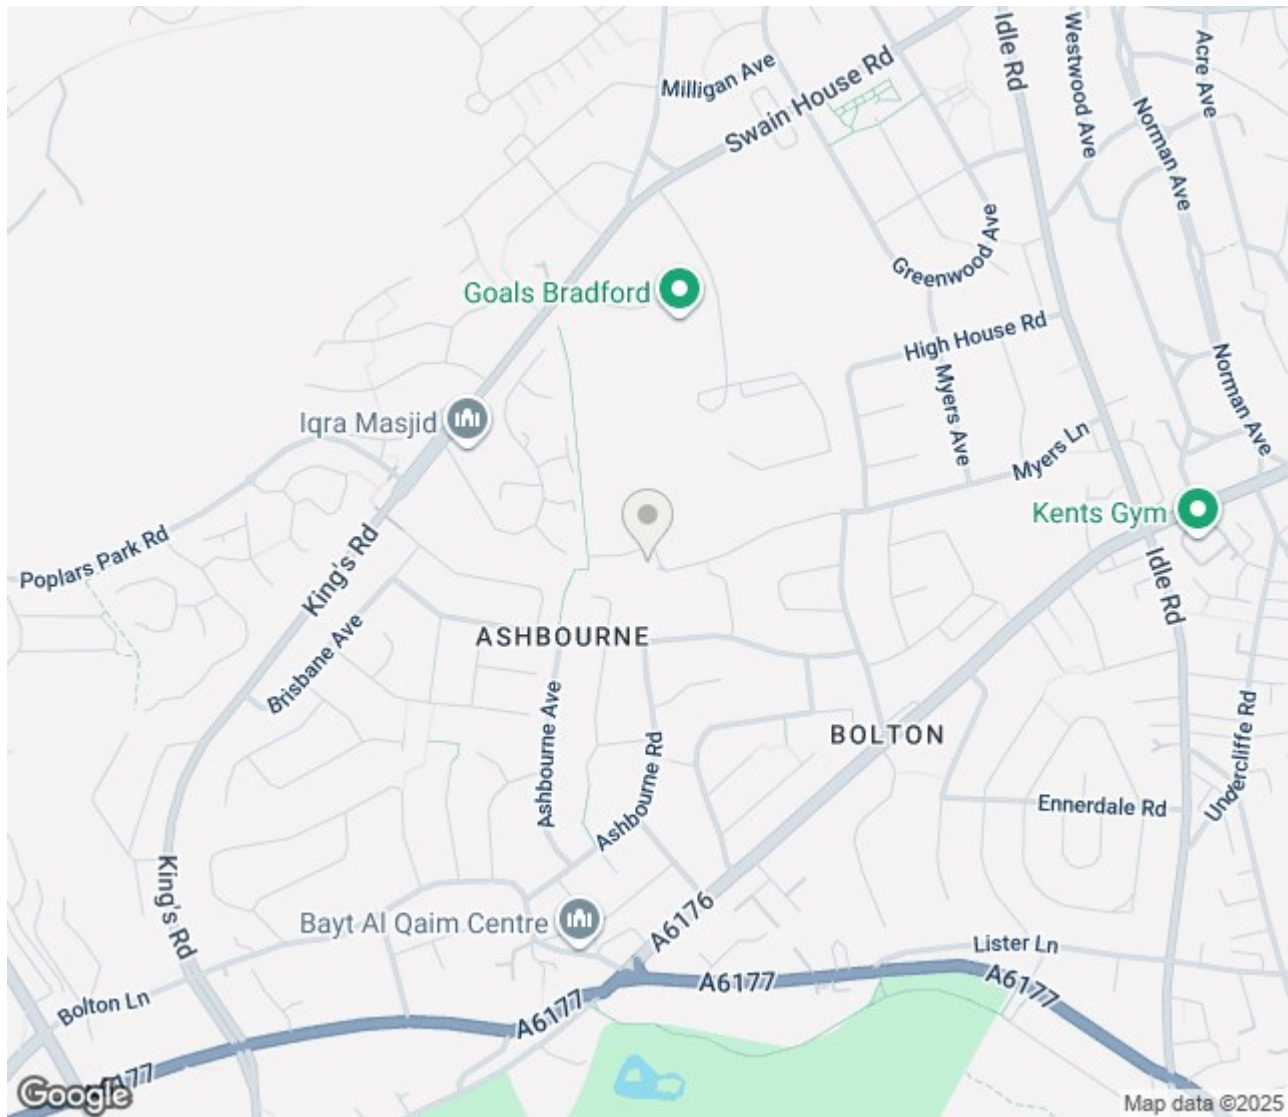 Idle Rd
Westwood Ave
Acre Ave
Milligan Ave
Swain House Rd
Norman Ave
Greenwood Ave
Goals Bradford
High House Rd
Myers Ave
Norman Ave
Iqra Masjid
Myers Ln
Kents Gym
Poplars Park Rd
King's Rd
Idle Rd
ASHBOURNE
Brisbane Ave
Ashbourne Ave
BOLTON
Undercliffe Rd
Ashbourne Rd
Ennerdale Rd
King's Rd
Bayt Al Qaim Centre
A6176
Lister Ln
A6177
A6177
Bolton Ln
A6177
Google
Map data ©2025